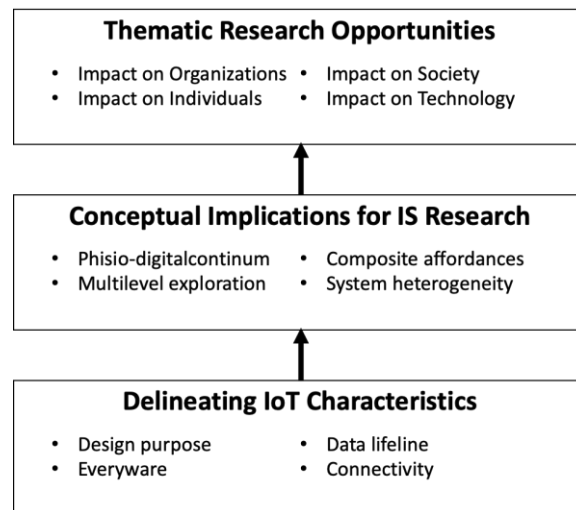 Thematic Research Opportunities
• Impact on Organizations • Impact on Society
• Impact on Individuals • Impact on Technology
Conceptual Implications for IS Research
• Phisio-digitalcontinum • Composite affordances
• Multilevel exploration • System heterogeneity
Delineating IoT Characteristics
• Design purpose • Data lifeline
• Everyware • Connectivity